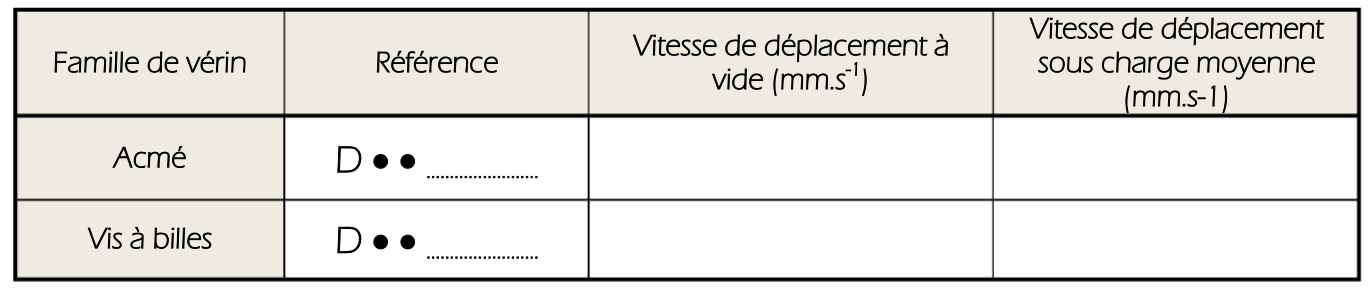 Famille de vérin
Référence
Vitesse de déplacement à
vide (mm.s-1)
Vitesse de déplacement
sous charge moyenne
(mm.s-1)
Acmé
D ● ● ........................
Vis à billes
D ● ● ........................